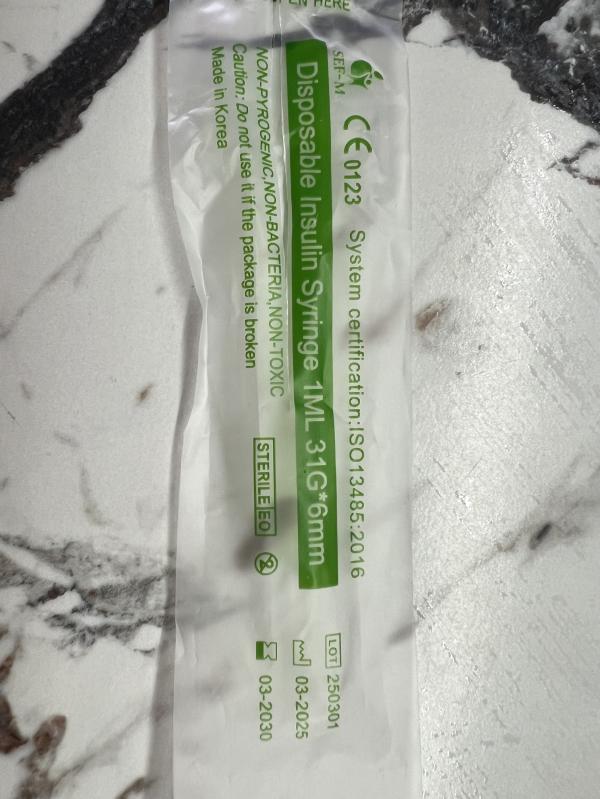 HERE
SEF-M
CE 0123 System certification:ISO13485:2016
Disposable Insulin Syringe 1ML 31G*6mm
NON-PYROGENIC,NON-BACTERIA,NON-TOXIC
Caution: Do not use it if the package is broken
Made in Korea
STERILE EO 2
LOT 250301
03-2025
03-2030